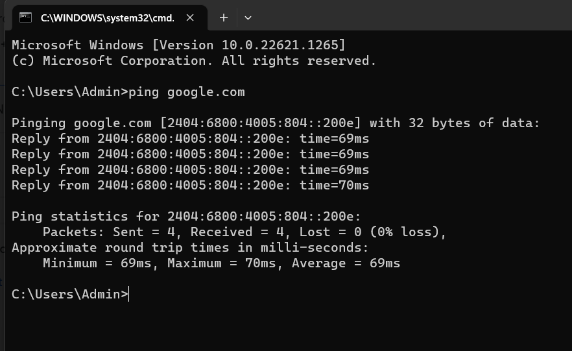 C:\WINDOWS\system32\cmd.
Microsoft Windows [Version 10.0.22621.1265]
(c) Microsoft Corporation. All rights reserved.
C:\Users\Admin>ping google.com
Pinging google.com [2404:6800:4005:804::200e] with 32 bytes of data:
Reply from 2404:6800:4005:804::200e: time=69ms
Reply from 2404:6800:4005:804::200e: time=69ms
Reply from 2404:6800:4005:804::200e: time=69ms
Reply from 2404:6800:4005:804::200e: time=70ms
Ping statistics for 2404:6800:4005:804::200e:
    Packets: Sent = 4, Received = 4, Lost = 0 (0% loss),
Approximate round trip times in milli-seconds:
    Minimum = 69ms, Maximum = 70ms, Average = 69ms
C:\Users\Admin>